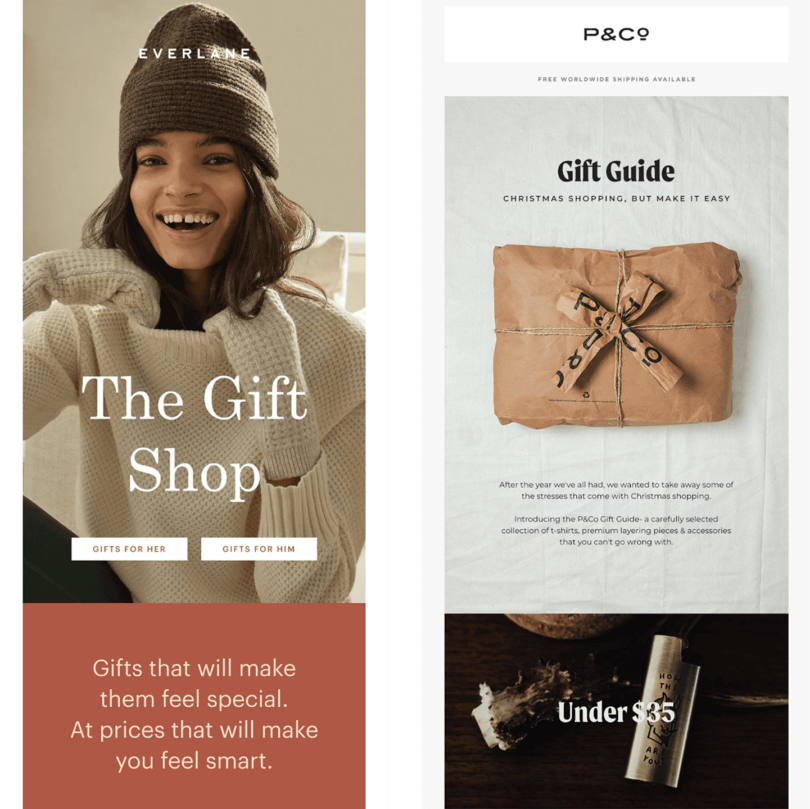 EVERLANE
The Gift
Shop
GIFTS FOR HER
GIFTS FOR HIM
Gifts that will make
them feel special.
At prices that will make
you feel smart.
P&Co
FREE WORLDWIDE SHIPPING AVAILABLE
Gift Guide
CHRISTMAS SHOPPING, BUT MAKE IT EASY
P&Co
After the year we've all had, we wanted to take away some of
the stresses that come with Christmas shopping.
Introducing the P&Co Gift Guide- a carefully selected
collection of t-shirts, premium layering pieces & accessories
that you can't go wrong with.
Under $35